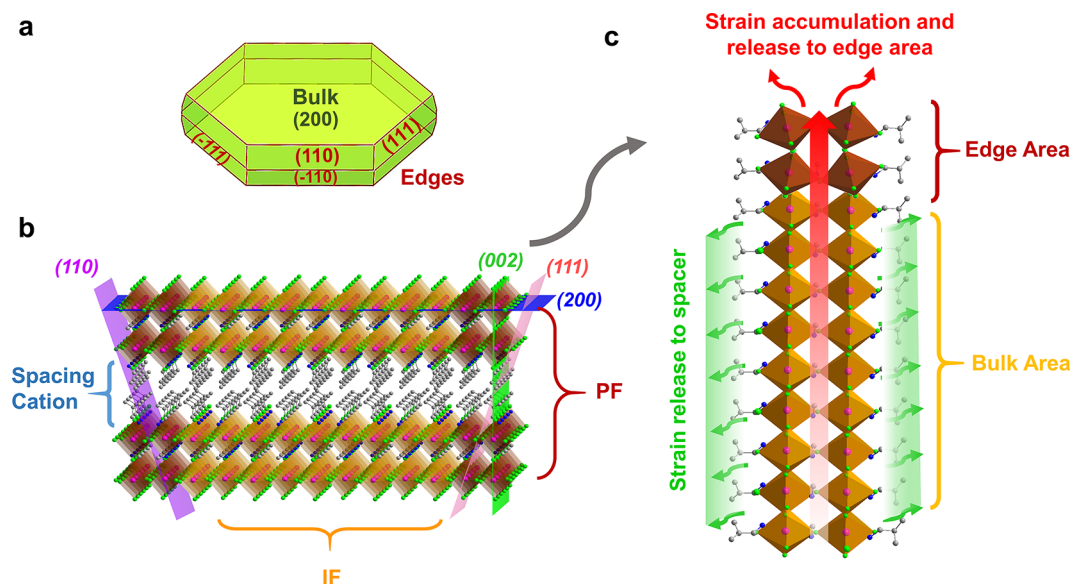 a
Bulk
(200)
(-111)
(110)
(111)
(-110)
Edges
b
(110)
(002)
(111)
(200)
Spacing
Cation
PF
IF
c
Strain accumulation and
release to edge area
Edge Area
Strain release to spacer
Bulk Area